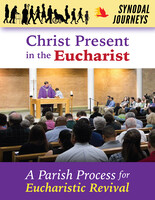 SYNODAL
JOURNEYS
Christ Present
in the Eucharist
A Parish Process for
Eucharistic Revival